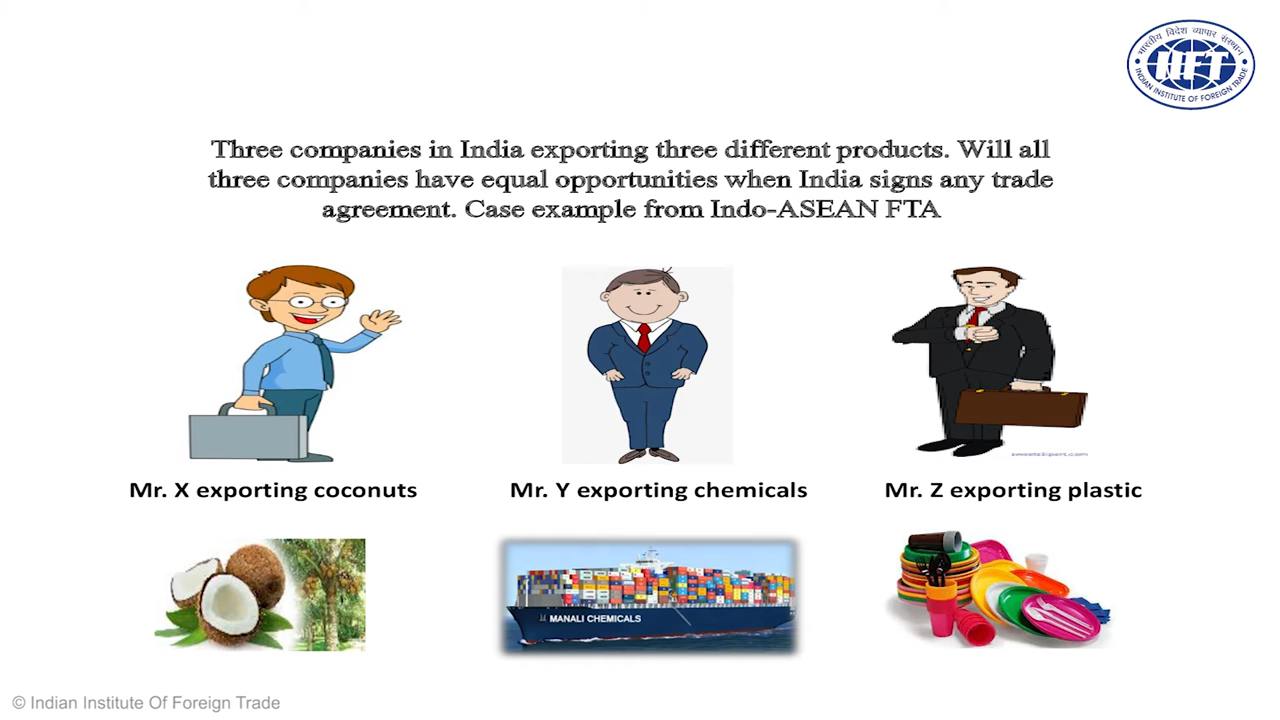 भारतीय विदेश व्यापार संस्थान
IIFT
INDIAN INSTITUTE OF FOREIGN TRADE
Three companies in India exporting three different products. Will all
three companies have equal opportunities when India signs any trade
agreement. Case example from Indo-ASEAN FTA
Mr. X exporting coconuts
Mr. Y exporting chemicals
Mr. Z exporting plastic
MANALI CHEMICALS
© Indian Institute Of Foreign Trade